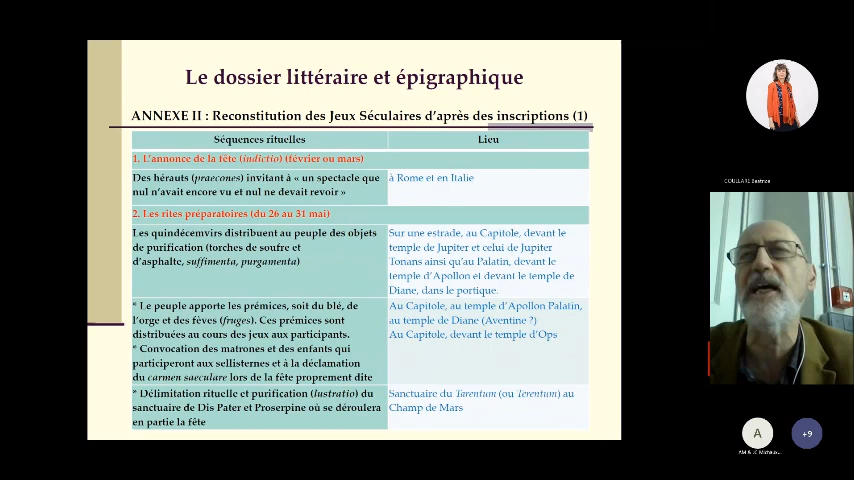 Le dossier littéraire et épigraphique
ANNEXE II : Reconstitution des Jeux Séculaires d'après des inscriptions (1)
Séquences rituelles
Lieu
1. L'annonce de la fête (indictio) (février ou mars)
Des hérauts (praecones) invitant à « un spectacle que
nul n'avait encore vu et nul ne devait revoir »
à Rome et en Italie
2. Les rites préparatoires (du 26 au 31 mai)
Les quindécemvirs distribuent au peuple des objets
de purification (torches de soufre et
d'asphalte, suffimenta, purgamenta)
Sur une estrade, au Capitole, devant le
temple de Jupiter et celui de Jupiter
Tonans ainsi qu'au Palatin, devant le
temple d'Apollon et devant le temple de
Diane, dans le portique.
* Le peuple apporte les prémices, soit du blé, de
l'orge et des fèves (fruges). Ces prémices sont
distribuées au cours des jeux aux participants.
* Convocation des matrones et des enfants qui
participeront aux sellisternes et à la déclamation
du carmen saeculare lors de la fête proprement dite
Au Capitole, au temple d'Apollon Palatin,
au temple de Diane (Aventine ?)
Au Capitole, devant le temple d'Ops
* Délimitation rituelle et purification (lustratio) du
sanctuaire de Dis Pater et Proserpine où se déroulera
en partie la fête
Sanctuaire du Tarentum (ou Terentum) au
Champ de Mars
A
+9